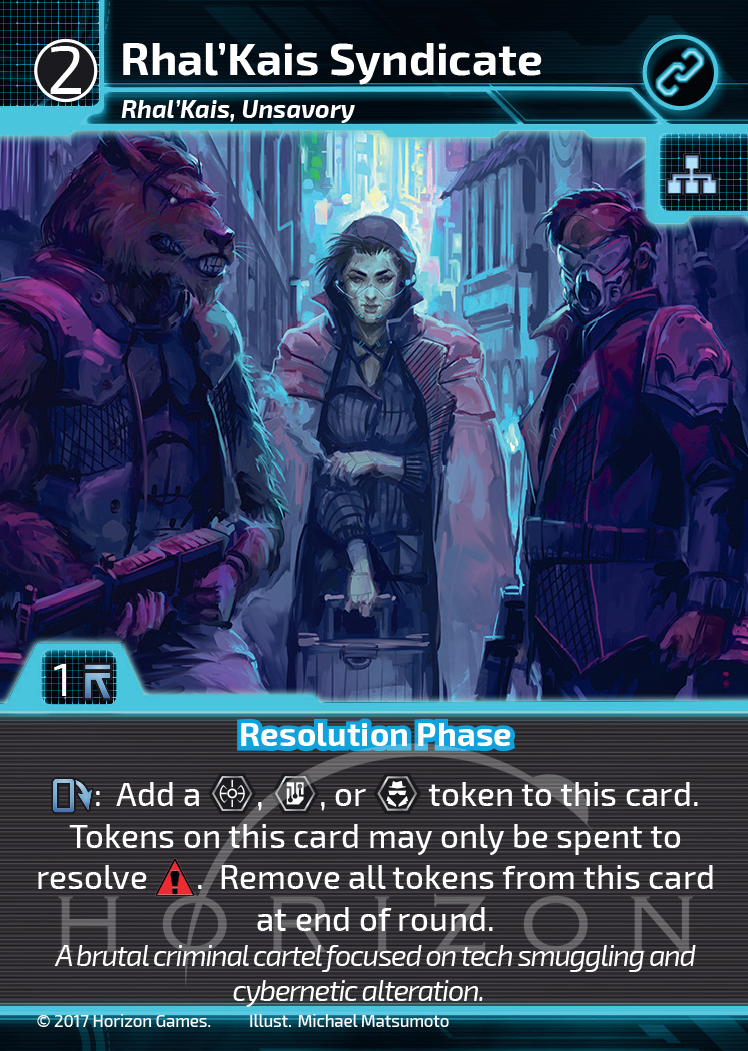 2
Rhal'Kais Syndicate
Rhal'Kais, Unsavory
1
Resolution Phase
: Add a , , or token to this card.
Tokens on this card may only be spent to
resolve . Remove all tokens from this card
at end of round.
HORIZON
A brutal criminal cartel focused on tech smuggling and
cybernetic alteration.
© 2017 Horizon Games. Illust. Michael Matsumoto